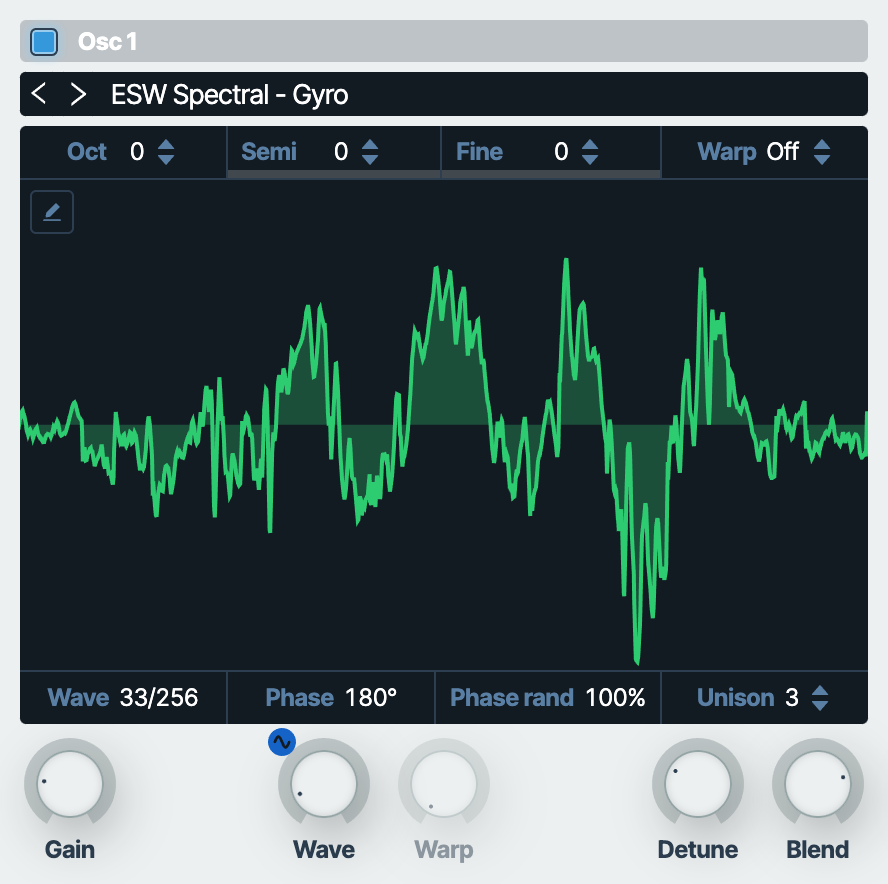 Osc 1
ESW Spectral - Gyro
Oct 0 Semi 0 Fine 0 Warp Off
Wave 33/256 Phase 180° Phase rand 100% Unison 3
Gain Wave Warp Detune Blend